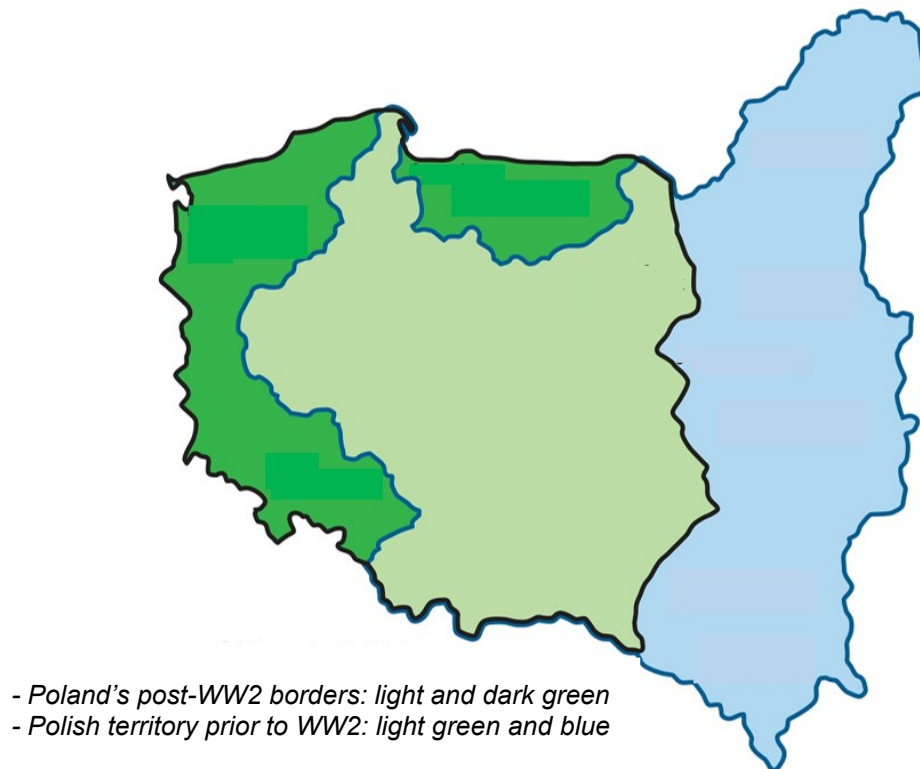 - Poland's post-WW2 borders: light and dark green
- Polish territory prior to WW2: light green and blue